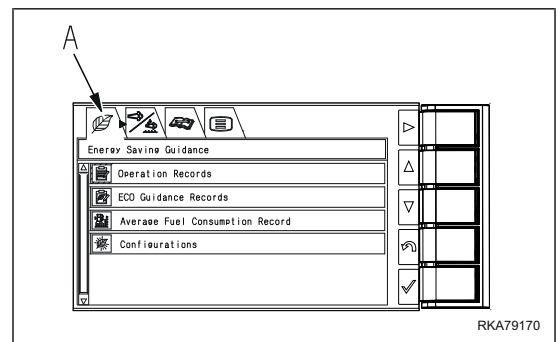 A
Energy Saving Guidance
Operation Records
ECO Guidance Records
Average Fuel Consumption Record
Configurations
RKA79170